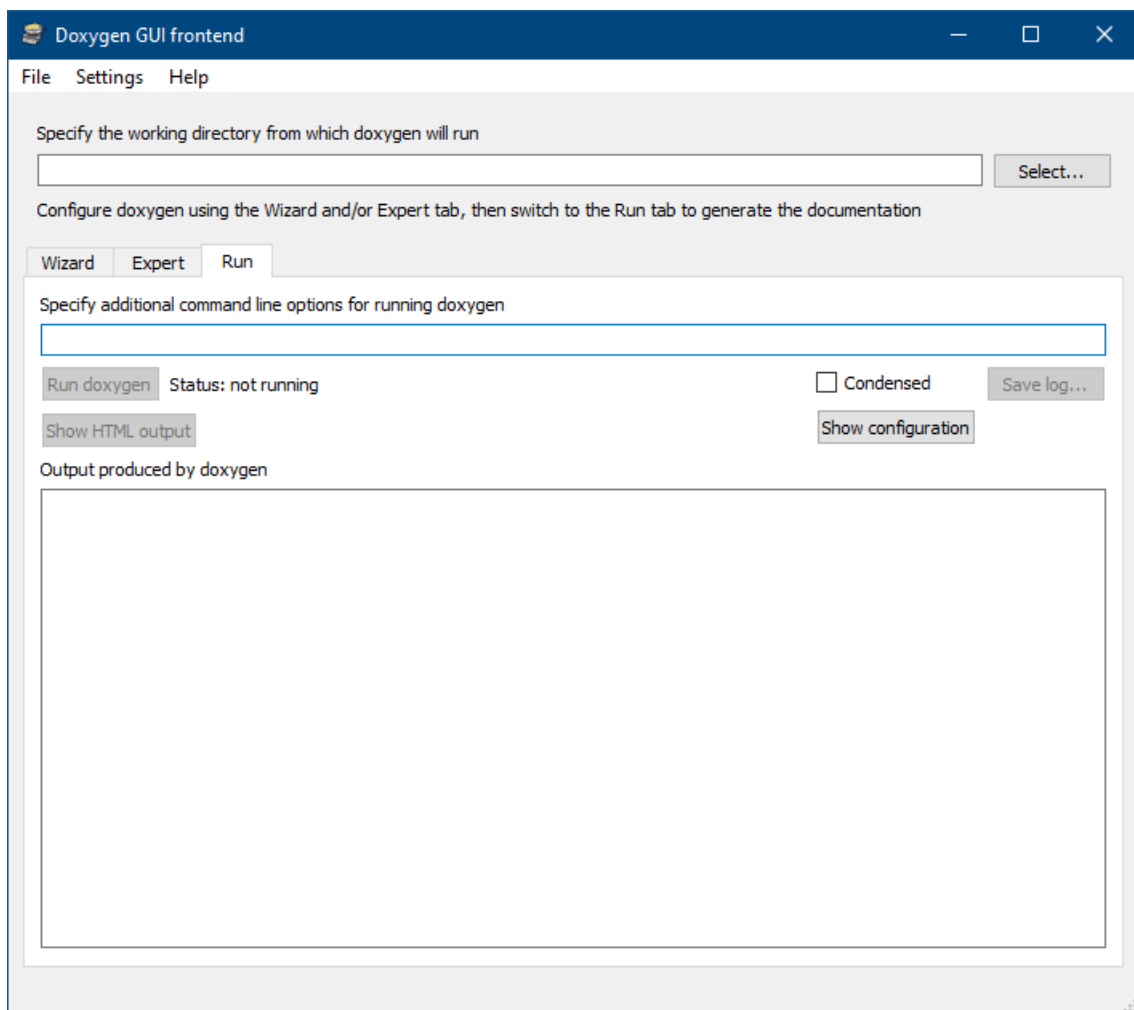 Doxygen GUI frontend
File Settings Help
Specify the working directory from which doxygen will run
Select...
Configure doxygen using the Wizard and/or Expert tab, then switch to the Run tab to generate the documentation
Wizard Expert Run
Specify additional command line options for running doxygen
Run doxygen Status: not running Condensed Save log...
Show HTML output Show configuration
Output produced by doxygen